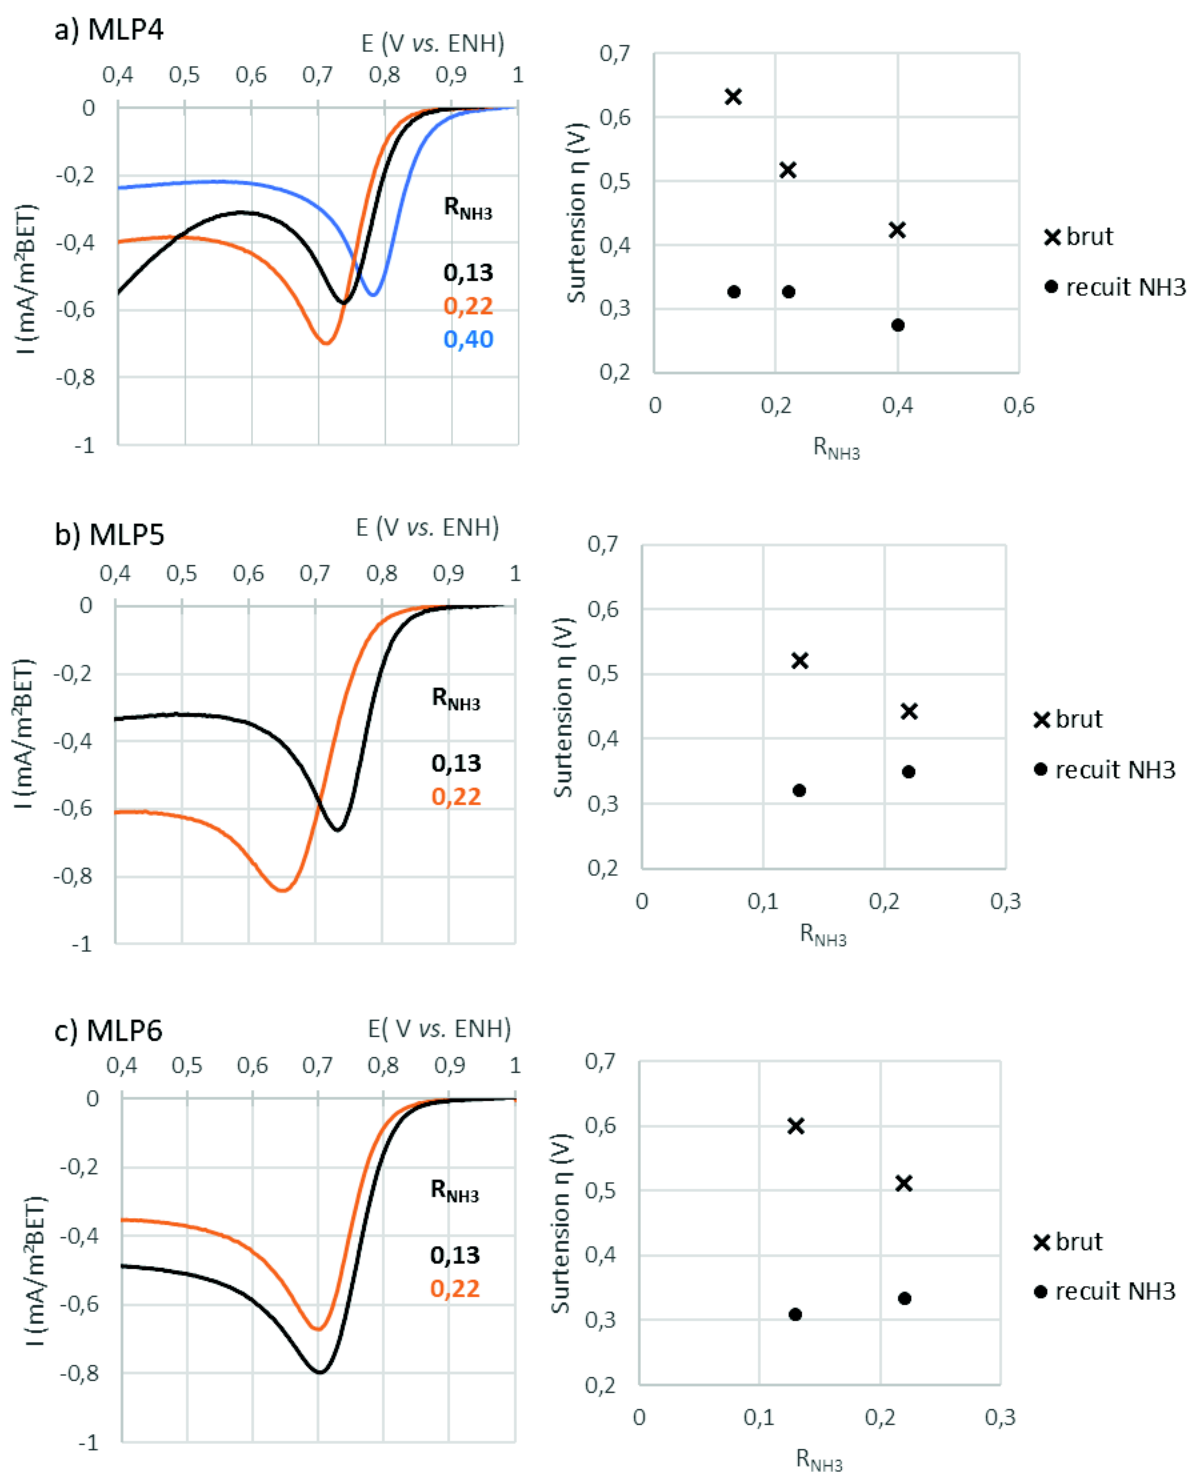 a) MLP4
E (V vs. ENH)
0,4 0,5 0,6 0,7 0,8 0,9 1
0
-0,2
-0,4
-0,6
-0,8
-1
I (mA/m²BET)
R_NH3
0,13
0,22
0,40
0,7
0,6
0,5
0,4
0,3
0,2
Surtension η (V)
0 0,2 0,4 0,6
R_NH3
brut
recuit NH3
b) MLP5
E (V vs. ENH)
0,4 0,5 0,6 0,7 0,8 0,9 1
0
-0,2
-0,4
-0,6
-0,8
-1
I (mA/m²BET)
R_NH3
0,13
0,22
0,7
0,6
0,5
0,4
0,3
0,2
Surtension η (V)
0 0,1 0,2 0,3
R_NH3
brut
recuit NH3
c) MLP6
E( V vs. ENH)
0,4 0,5 0,6 0,7 0,8 0,9 1
0
-0,2
-0,4
-0,6
-0,8
-1
I (mA/m²BET)
R_NH3
0,13
0,22
0,7
0,6
0,5
0,4
0,3
0,2
Surtension η (V)
0 0,1 0,2 0,3
R_NH3
brut
recuit NH3